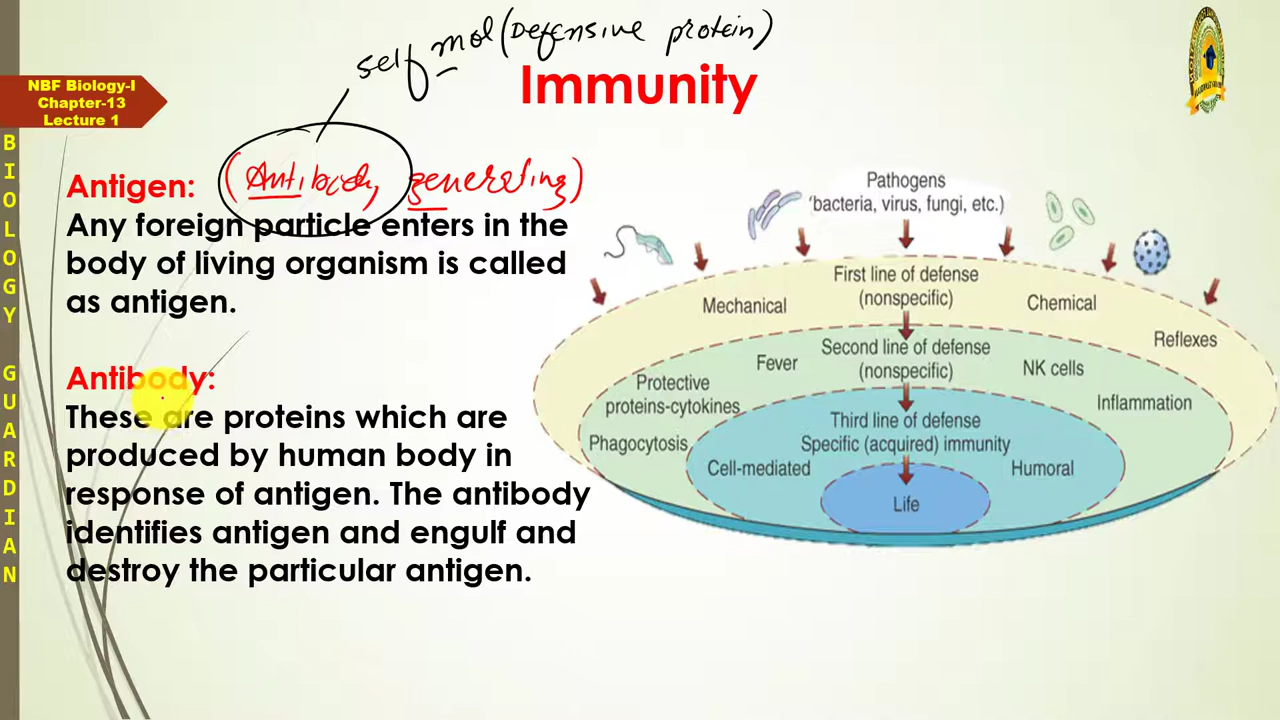 self mol (Defensive protein)
Immunity
NBF Biology-I
Chapter-13
Lecture 1
BIOLOGY GUARDIAN
Antigen: (Antibody generating)
Any foreign particle enters in the
body of living organism is called
as antigen.
Antibody:
These are proteins which are
produced by human body in
response of antigen. The antibody
identifies antigen and engulf and
destroy the particular antigen.
Pathogens
(bacteria, virus, fungi, etc.)
First line of defense
(nonspecific)
Mechanical
Chemical
Reflexes
Second line of defense
(nonspecific)
Fever
NK cells
Protective
proteins-cytokines
Inflammation
Phagocytosis
Third line of defense
Specific (acquired) immunity
Cell-mediated
Humoral
Life